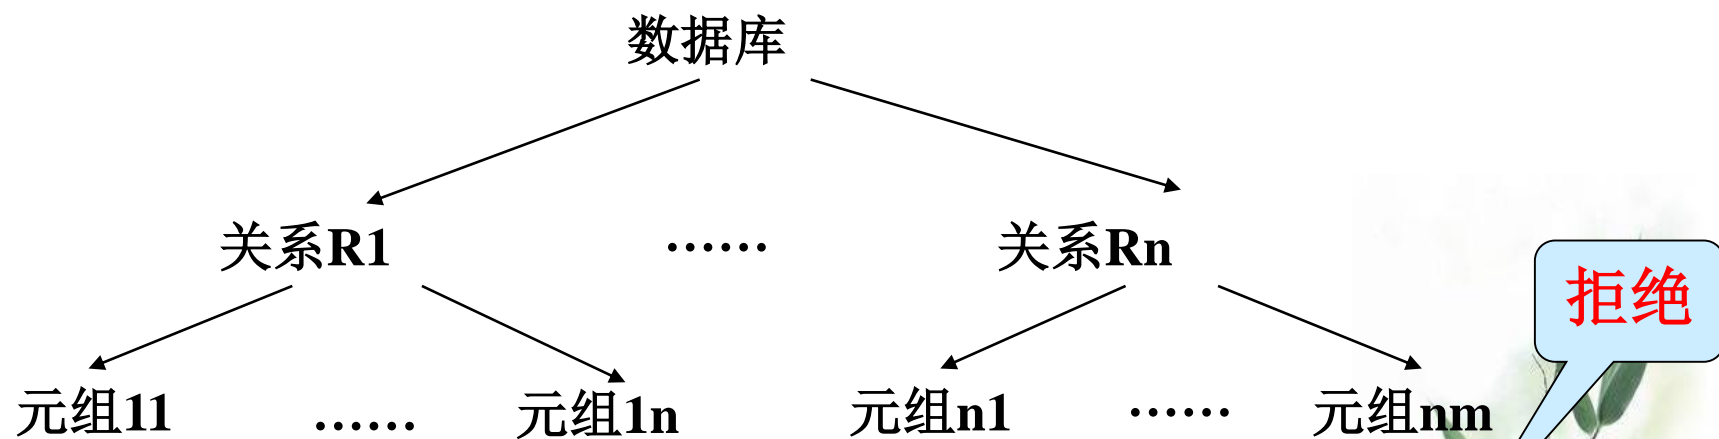 数据库
关系R1 …… 关系Rn
拒绝
元组11 …… 元组1n 元组n1 …… 元组nm